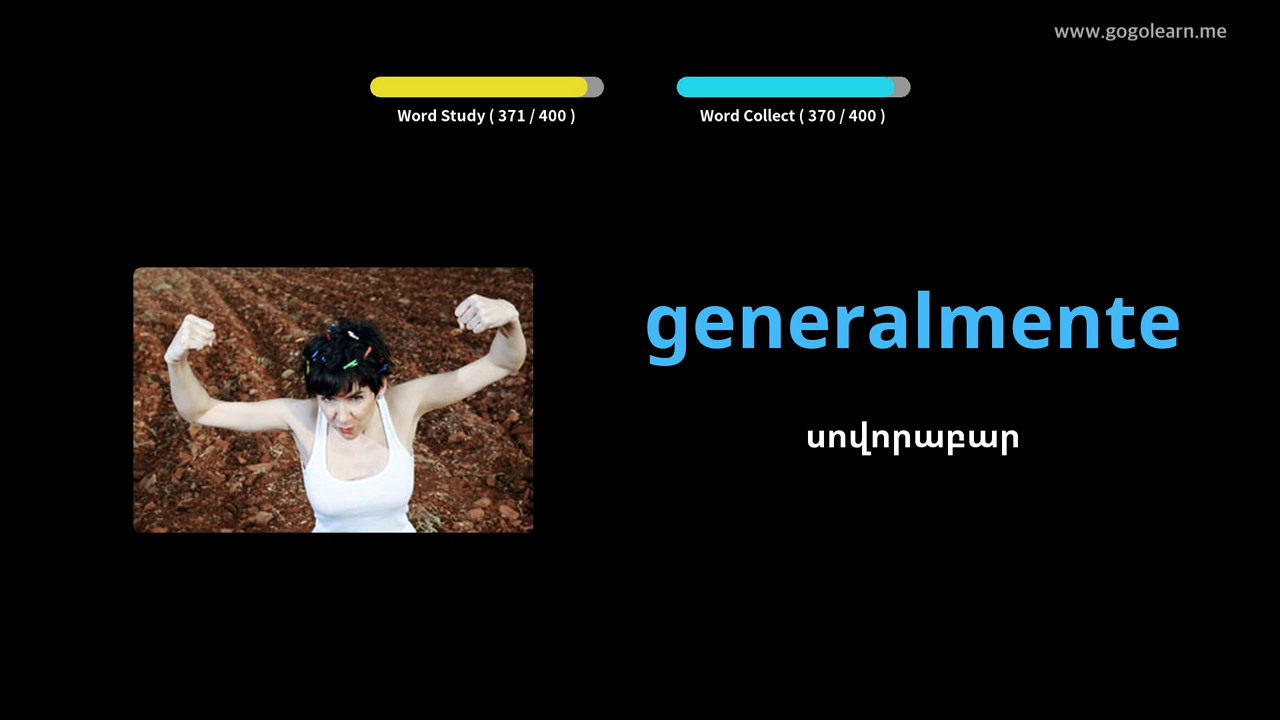 www.gogolearn.me
Word Study ( 371 / 400 )
Word Collect ( 370 / 400 )
generalmente
սովորաբար